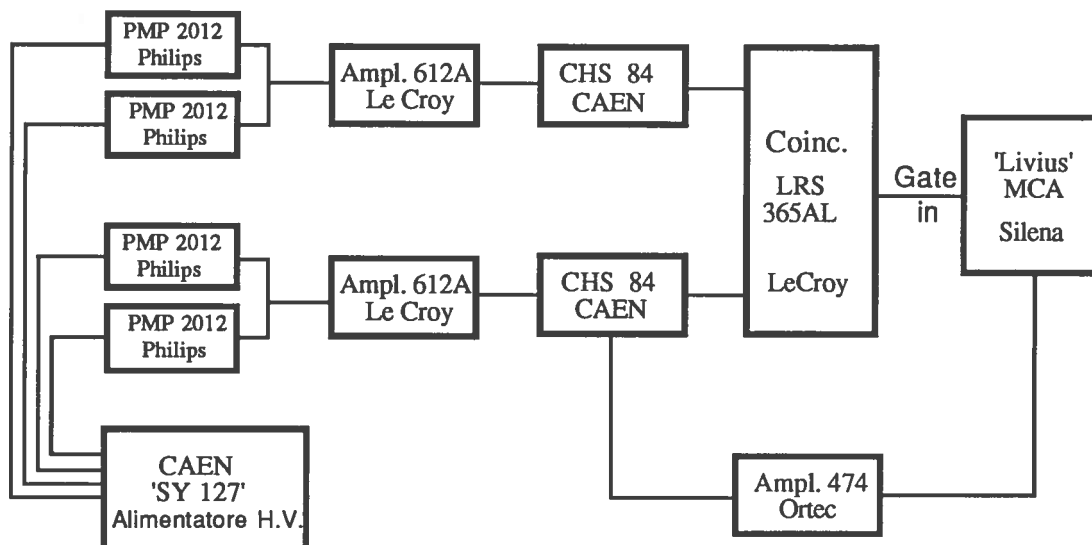 PMP 2012
Philips
PMP 2012
Philips
Ampl. 612A
Le Croy
CHS 84
CAEN
Coinc.
LRS
365AL
LeCroy
Gate
in
'Livius'
MCA
Silena
PMP 2012
Philips
PMP 2012
Philips
Ampl. 612A
Le Croy
CHS 84
CAEN
CAEN
'SY 127'
Alimentatore H.V.
Ampl. 474
Ortec